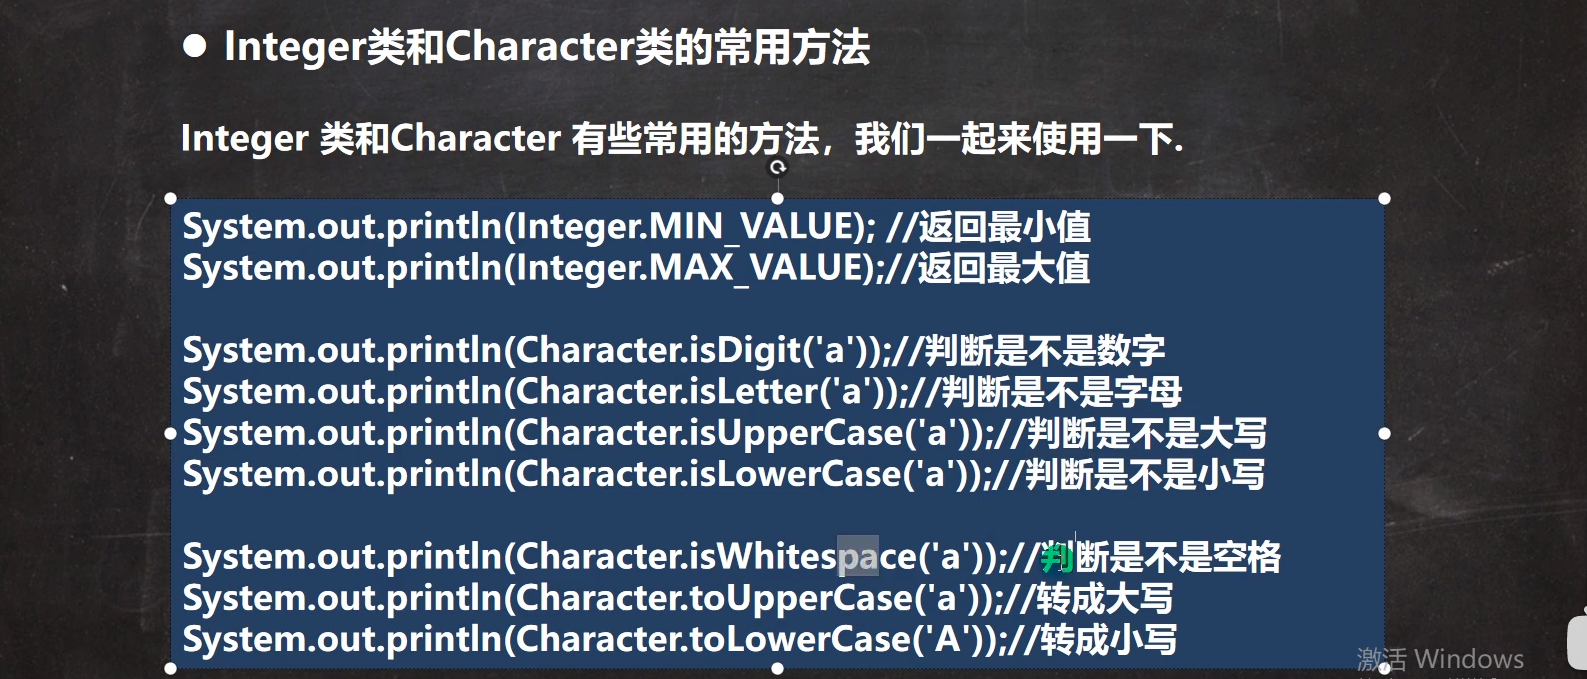 ● Integer类和Character类的常用方法
Integer 类和Character 有些常用的方法，我们一起来使用一下.
System.out.println(Integer.MIN_VALUE); //返回最小值
System.out.println(Integer.MAX_VALUE);//返回最大值
System.out.println(Character.isDigit('a'));//判断是不是数字
System.out.println(Character.isLetter('a'));//判断是不是字母
System.out.println(Character.isUpperCase('a'));//判断是不是大写
System.out.println(Character.isLowerCase('a'));//判断是不是小写
System.out.println(Character.isWhitespace('a'));//判断是不是空格
System.out.println(Character.toUpperCase('a'));//转成大写
System.out.println(Character.toLowerCase('A'));//转成小写
激活 Windows